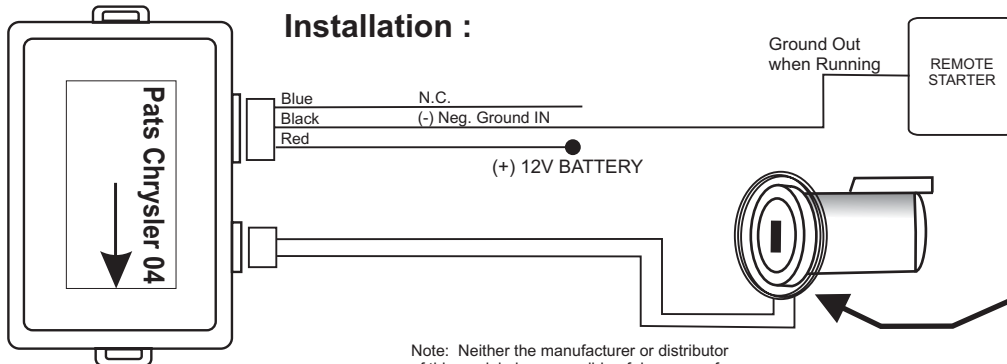 Installation :
Ground Out
when Running
REMOTE
STARTER
Pats Chrysler 04
Blue N.C.
Black (-) Neg. Ground IN
Red
(+) 12V BATTERY
Note: Neither the manufacturer or distributor